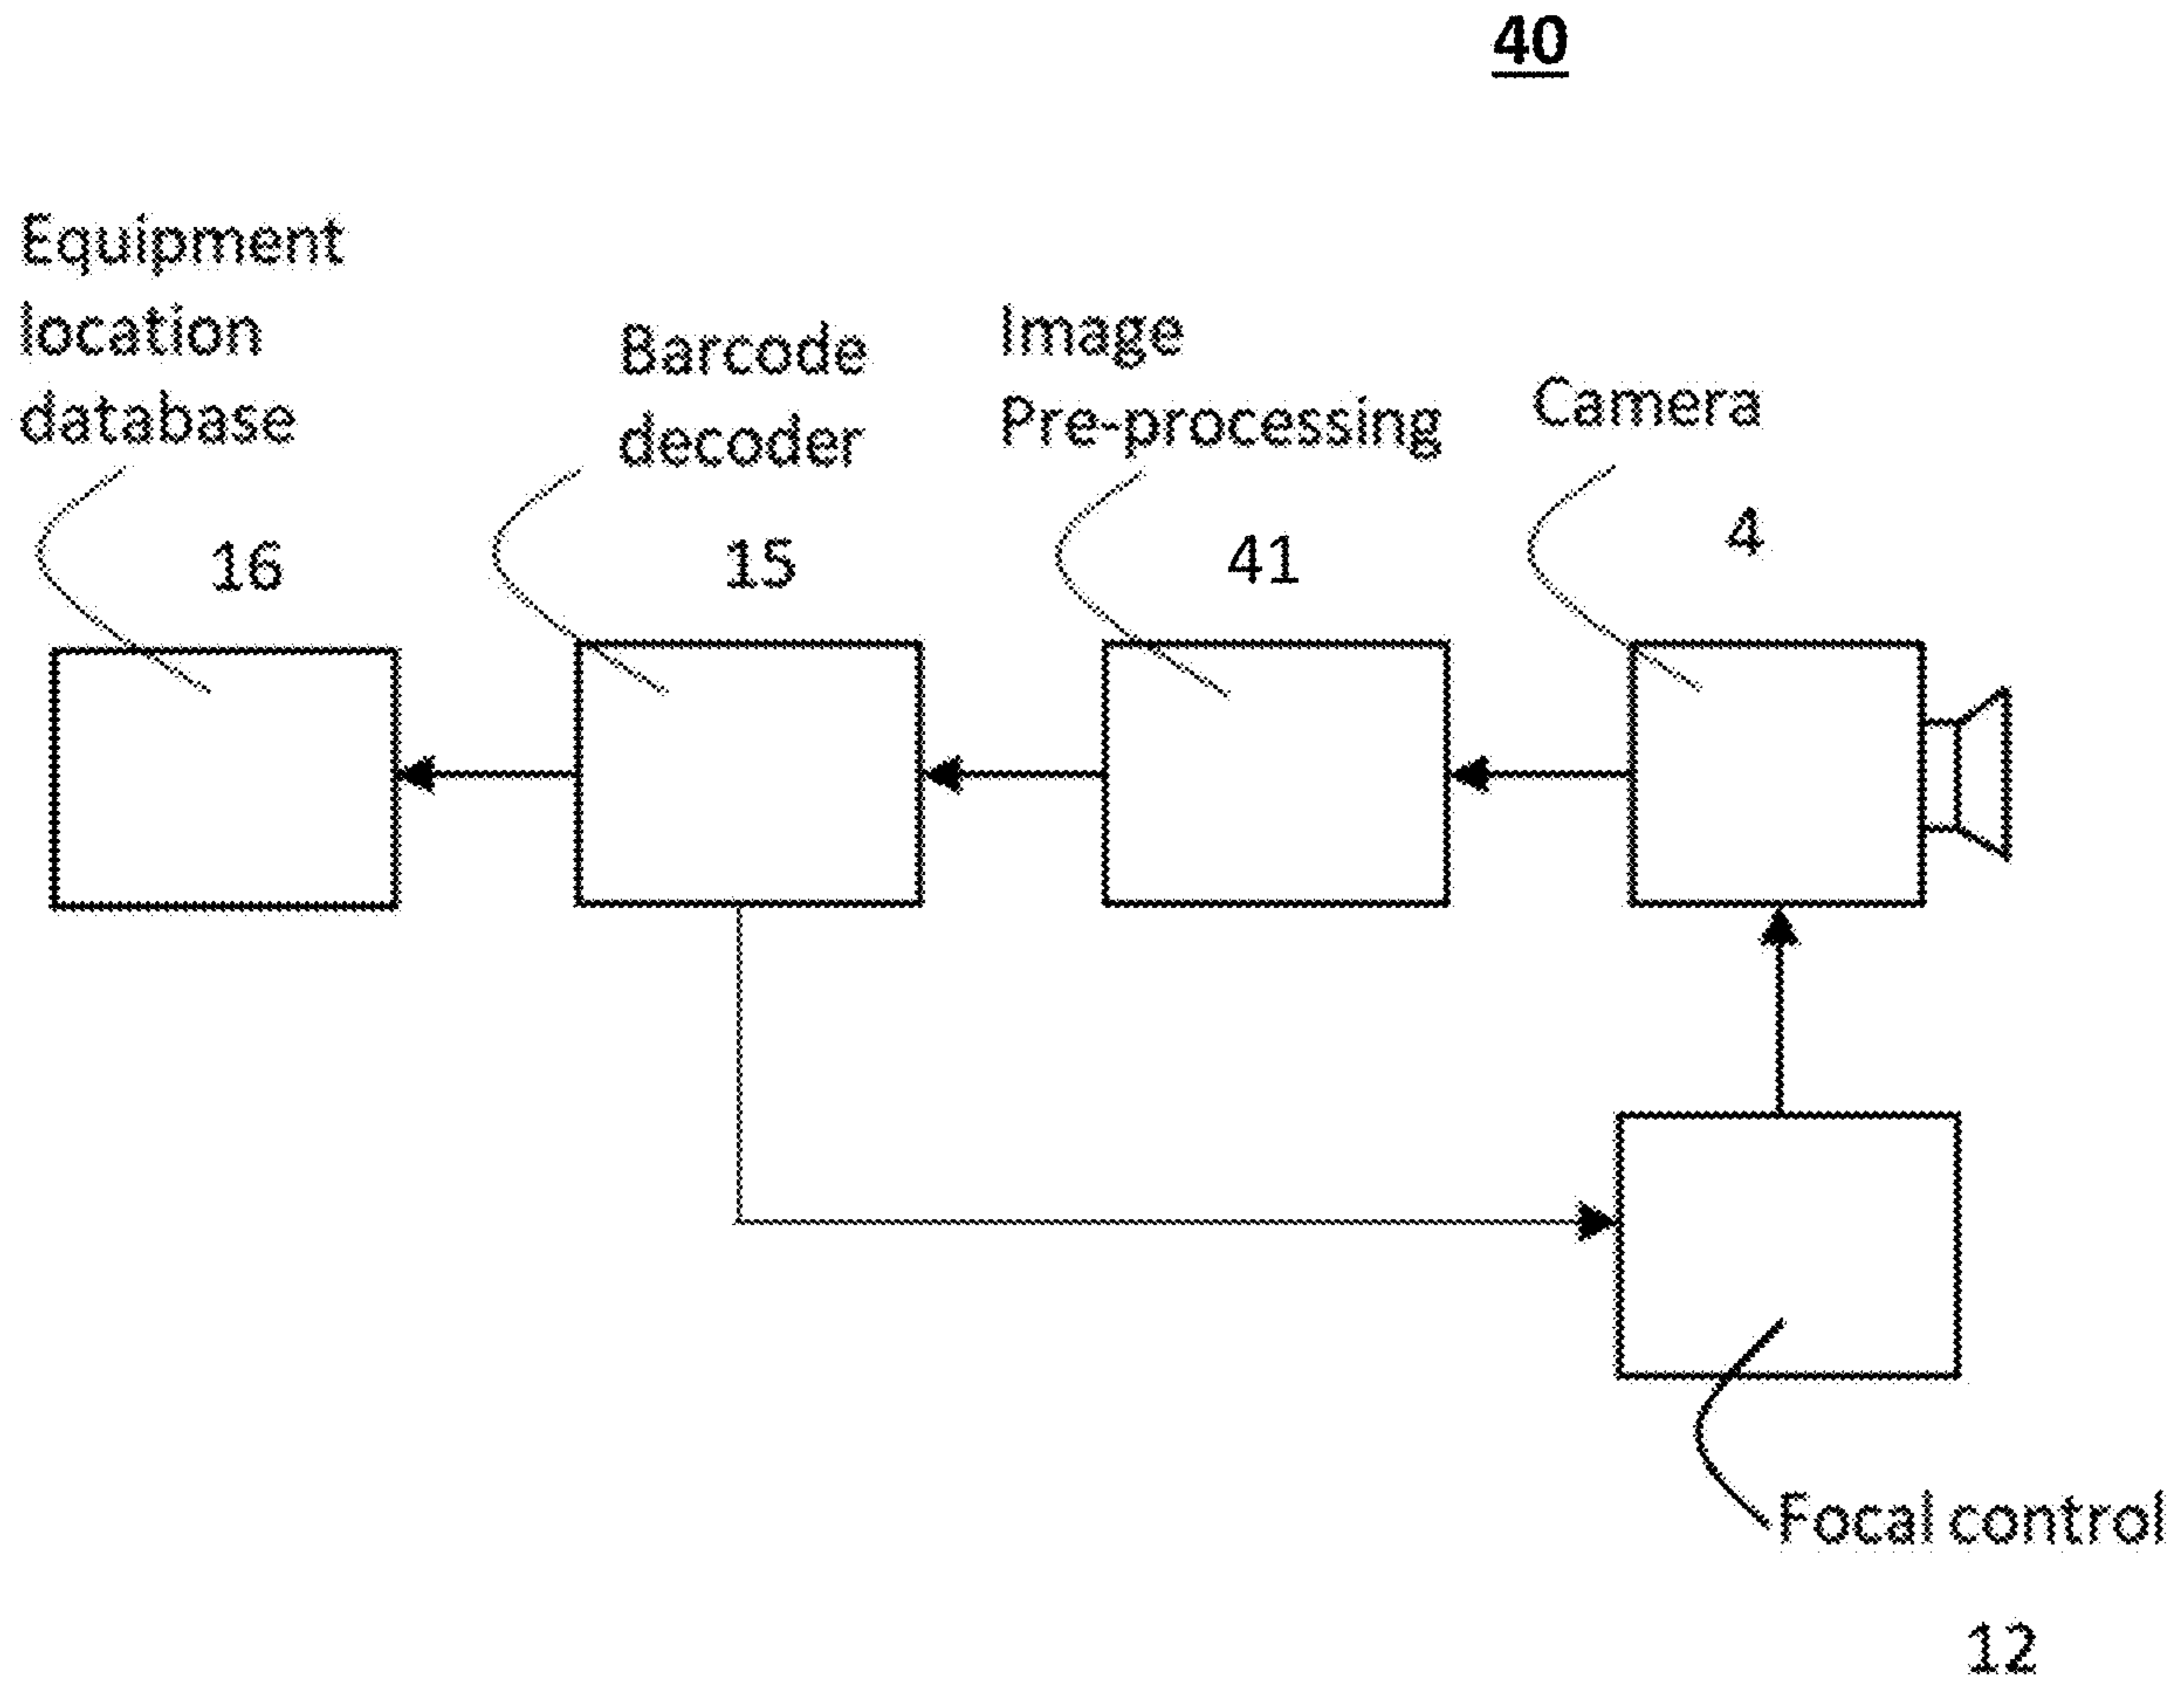 40
Equipment
location
database
16
Barcode
decoder
15
Image
Pre-processing
41
Camera
4
Focal control
12